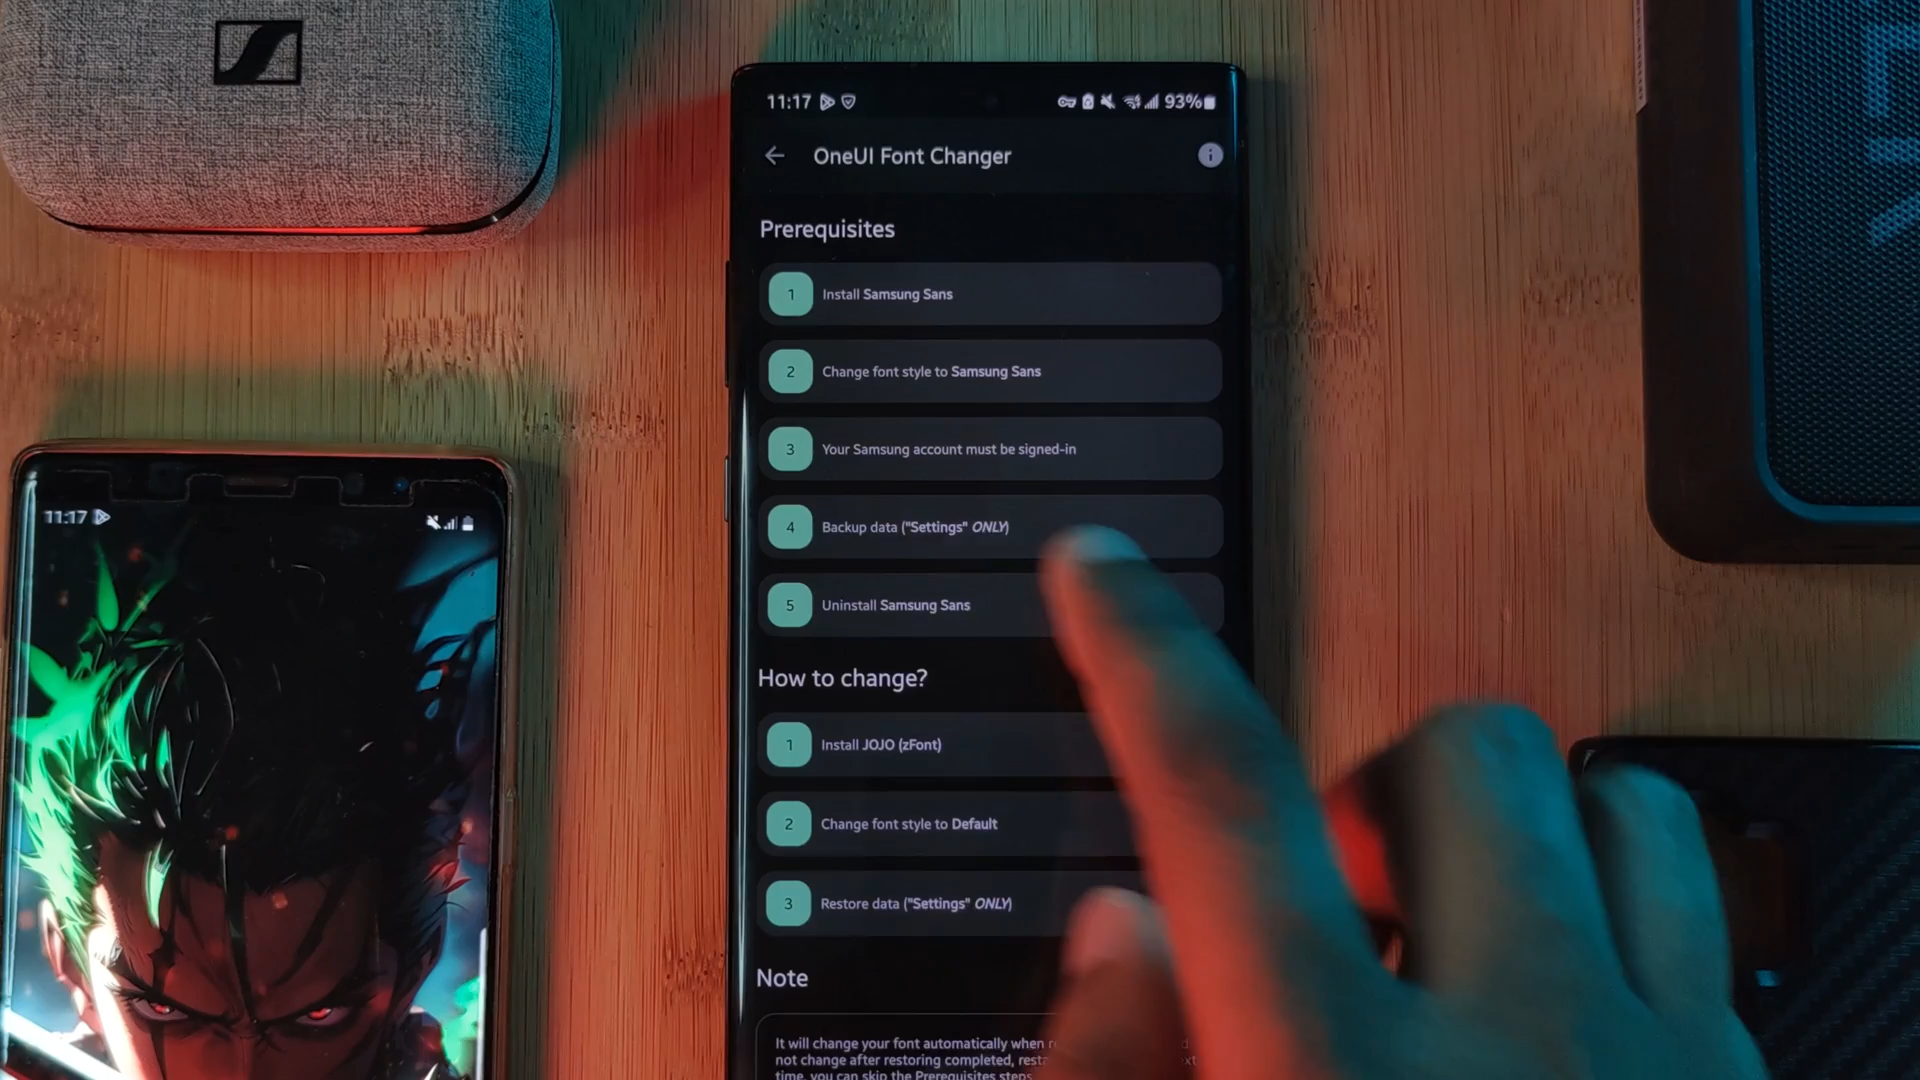 11:17
93%
OneUI Font Changer
Prerequisites
1 Install Samsung Sans
2 Change font style to Samsung Sans
3 Your Samsung account must be signed-in
4 Backup data ("Settings" ONLY)
5 Uninstall Samsung Sans
How to change?
1 Install JOJO (zFont)
2 Change font style to Default
3 Restore data ("Settings" ONLY)
Note
It will change your font automatically when
not change after restoring completed,
time, you can skip the Prerequisites steps
11:17